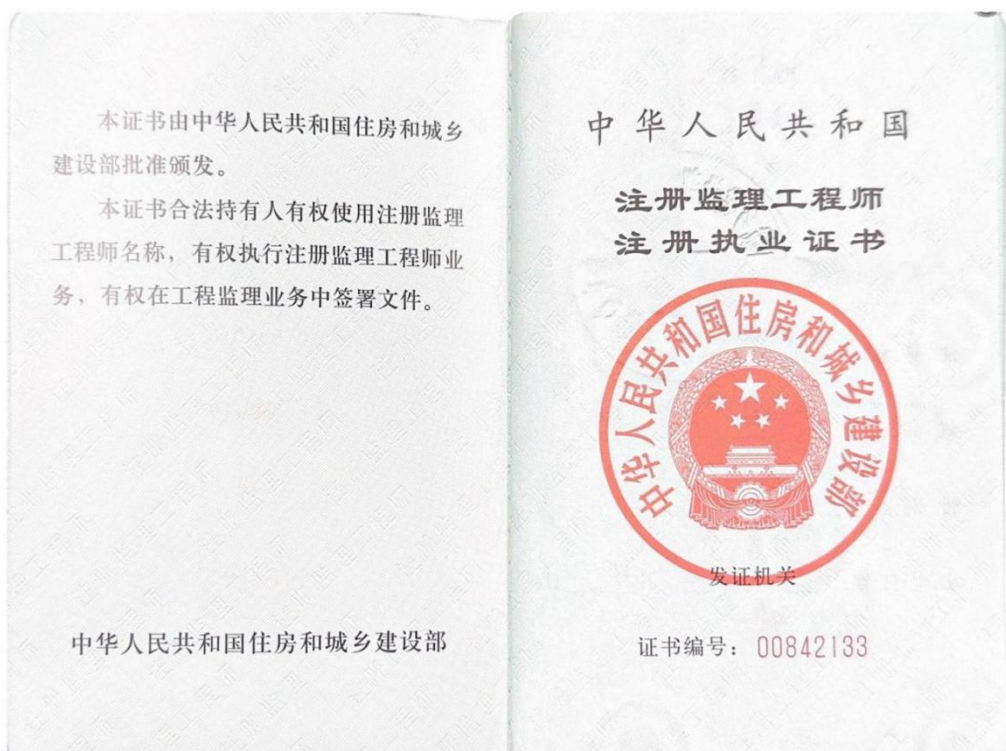 本证书由中华人民共和国住房和城乡
建设部批准颁发。
本证书合法持有人有权使用注册监理
工程师名称，有权执行注册监理工程师业
务，有权在工程监理业务中签署文件。
中华人民共和国住房和城乡建设部
中华人民共和国
注册监理工程师
注册执业证书
中华人民共和国住房和城乡建设部
发证机关
证书编号：00842133